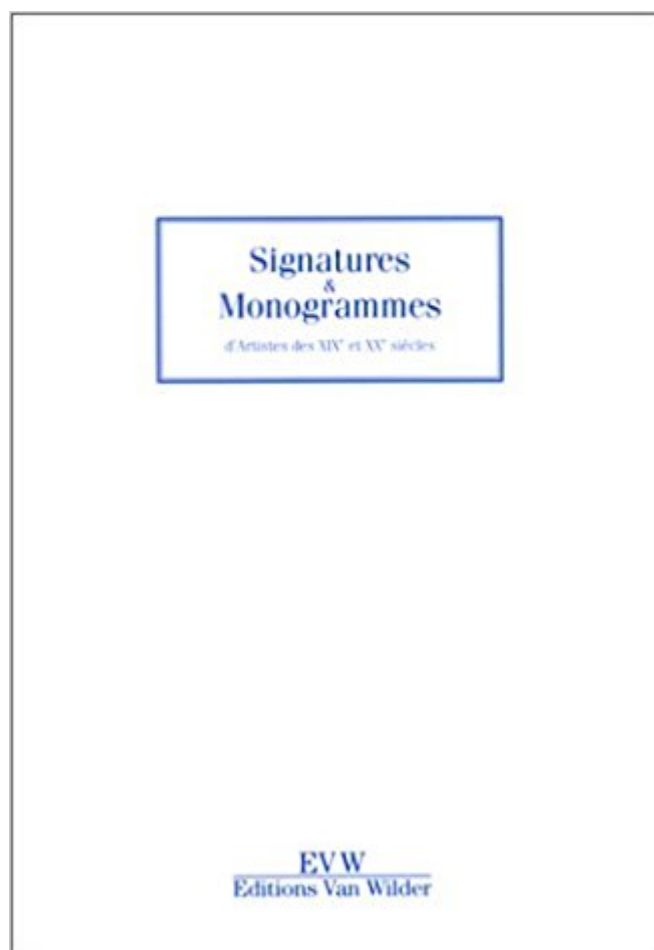 Signatures
&
Monogrammes
d'Artistes des XIXe et XXe siècles
EVW
Editions Van Wilder